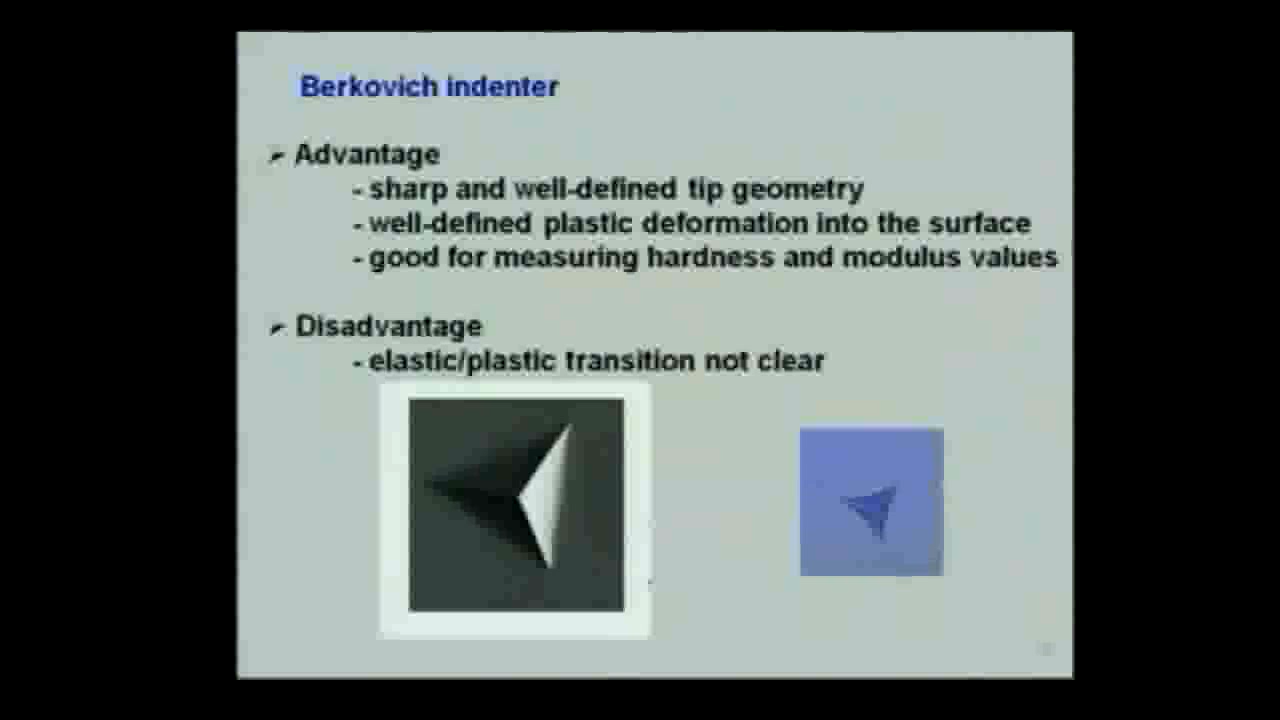 Berkovich indenter
➤ Advantage
- sharp and well-defined tip geometry
- well-defined plastic deformation into the surface
- good for measuring hardness and modulus values
➤ Disadvantage
- elastic/plastic transition not clear